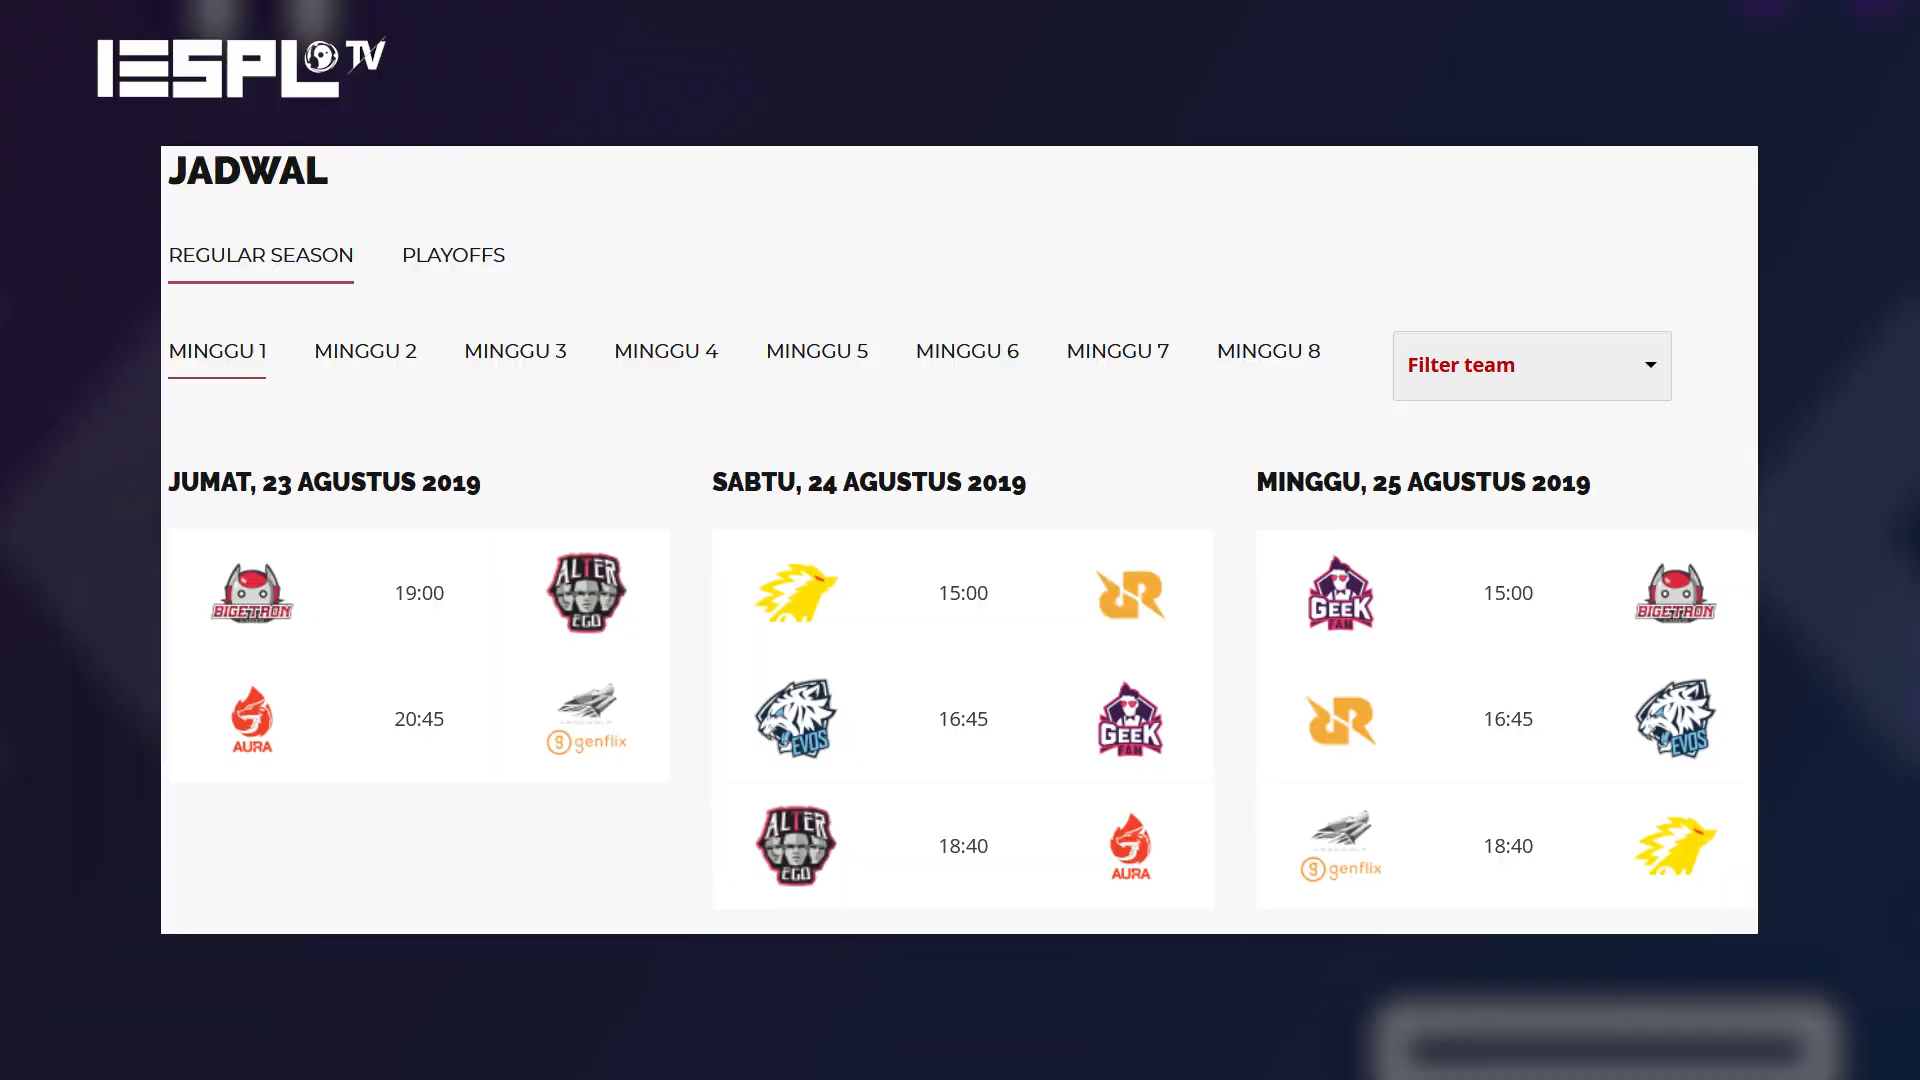 IESPL TV
JADWAL
REGULAR SEASON PLAYOFFS
MINGGU 1 MINGGU 2 MINGGU 3 MINGGU 4 MINGGU 5 MINGGU 6 MINGGU 7 MINGGU 8 Filter team
JUMAT, 23 AGUSTUS 2019
BIGETRON 19:00 ALTER EGO
AURA 20:45 genflix
SABTU, 24 AGUSTUS 2019
15:00
EVOS 16:45 GEEK FAM
ALTER EGO 18:40 AURA
MINGGU, 25 AGUSTUS 2019
GEEK FAM 15:00 BIGETRON
16:45 EVOS
genflix 18:40